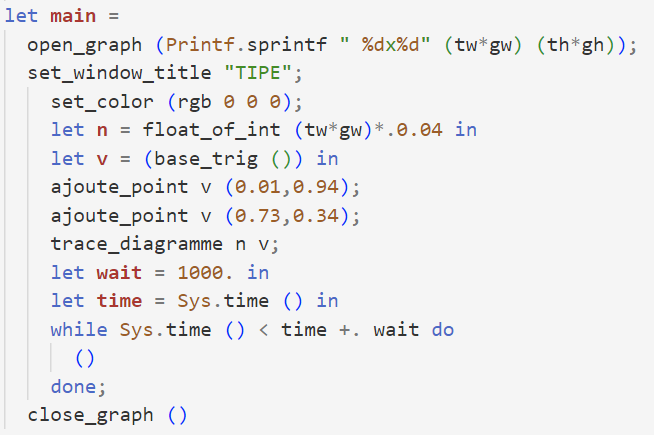 let main =
open_graph (Printf.sprintf " %dx%d" (tw*gw) (th*gh));
set_window_title "TIPE";
set_color (rgb 0 0 0);
let n = float_of_int (tw*gw)*.0.04 in
let v = (base_trig ()) in
ajoute_point v (0.01,0.94);
ajoute_point v (0.73,0.34);
trace_diagramme n v;
let wait = 1000. in
let time = Sys.time () in
while Sys.time () < time +. wait do
()
done;
close_graph ()